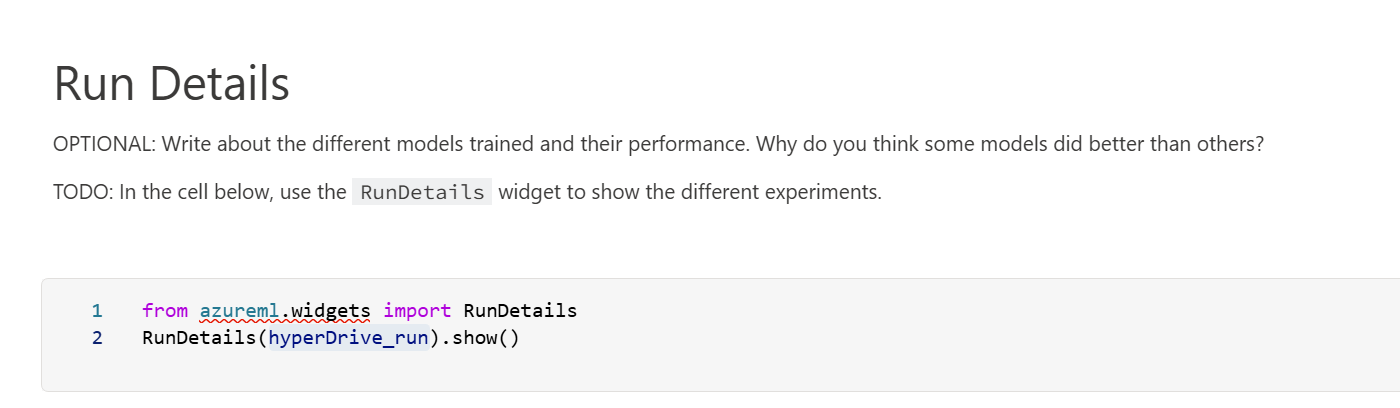 Run Details
OPTIONAL: Write about the different models trained and their performance. Why do you think some models did better than others?
TODO: In the cell below, use the RunDetails widget to show the different experiments.
1 from azureml.widgets import RunDetails
2 RunDetails(hyperDrive_run).show()